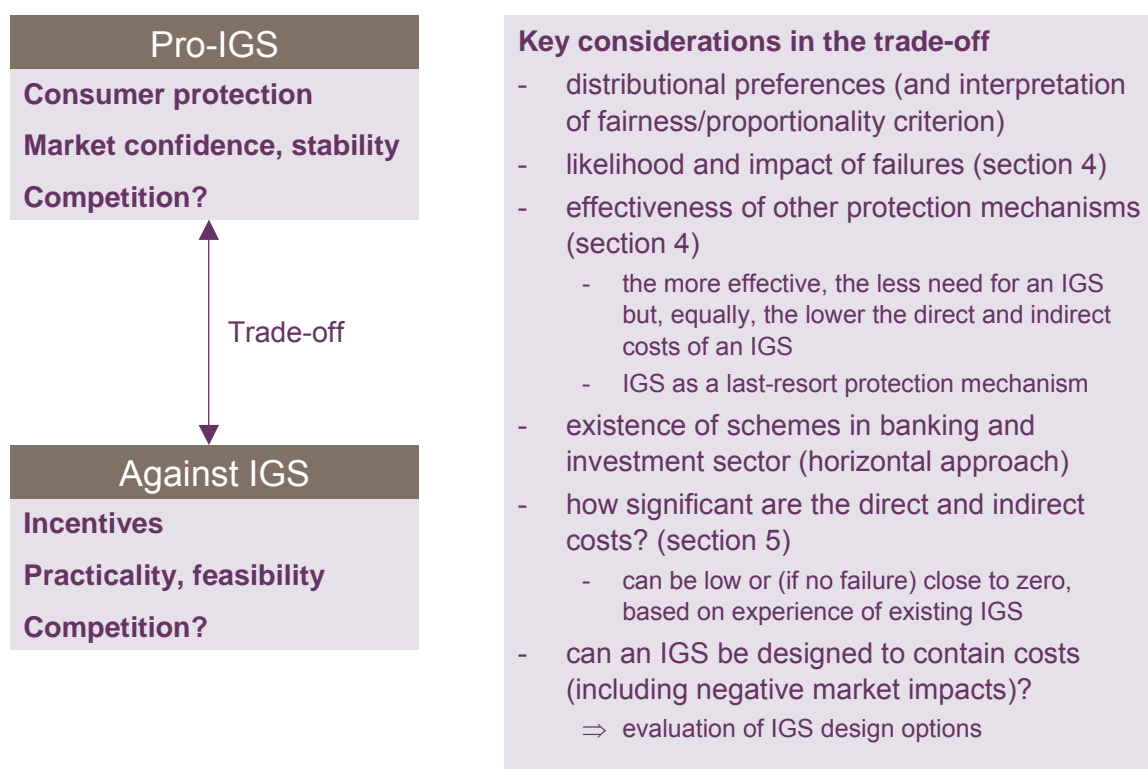 Pro-IGS
Consumer protection
Market confidence, stability
Competition?
Trade-off
Against IGS
Incentives
Practicality, feasibility
Competition?
Key considerations in the trade-off
- distributional preferences (and interpretation
of fairness/proportionality criterion)
- likelihood and impact of failures (section 4)
- effectiveness of other protection mechanisms
(section 4)
- the more effective, the less need for an IGS
but, equally, the lower the direct and indirect
costs of an IGS
- IGS as a last-resort protection mechanism
- existence of schemes in banking and
investment sector (horizontal approach)
- how significant are the direct and indirect
costs? (section 5)
- can be low or (if no failure) close to zero,
based on experience of existing IGS
- can an IGS be designed to contain costs
(including negative market impacts)?
⇒ evaluation of IGS design options